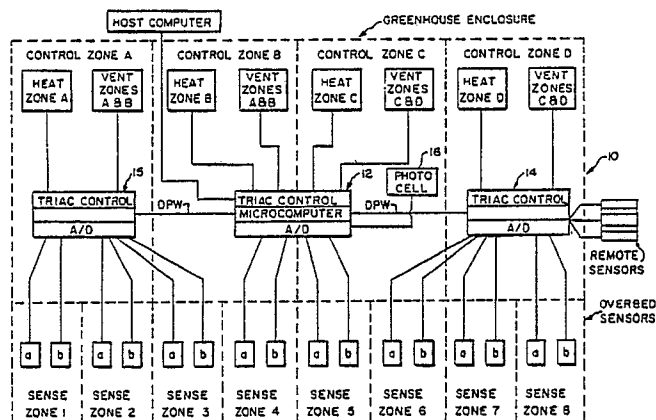 HOST COMPUTER
GREENHOUSE ENCLOSURE
CONTROL ZONE A
CONTROL ZONE B
CONTROL ZONE C
CONTROL ZONE D
HEAT ZONE A
VENT ZONES A&B
HEAT ZONE B
VENT ZONES A&B
HEAT ZONE C
VENT ZONES C&D
HEAT ZONE D
VENT ZONES C&D
15
12
18
PHOTO CELL
14
10
TRIAC CONTROL
A/D
DPW
TRIAC CONTROL
MICROCOMPUTER
A/D
DPW
TRIAC CONTROL
A/D
REMOTE SENSORS
OVERBED SENSORS
a b a b a b a b a b a b a b a b
SENSE ZONE 1
SENSE ZONE 2
SENSE ZONE 3
SENSE ZONE 4
SENSE ZONE 5
SENSE ZONE 6
SENSE ZONE 7
SENSE ZONE 8